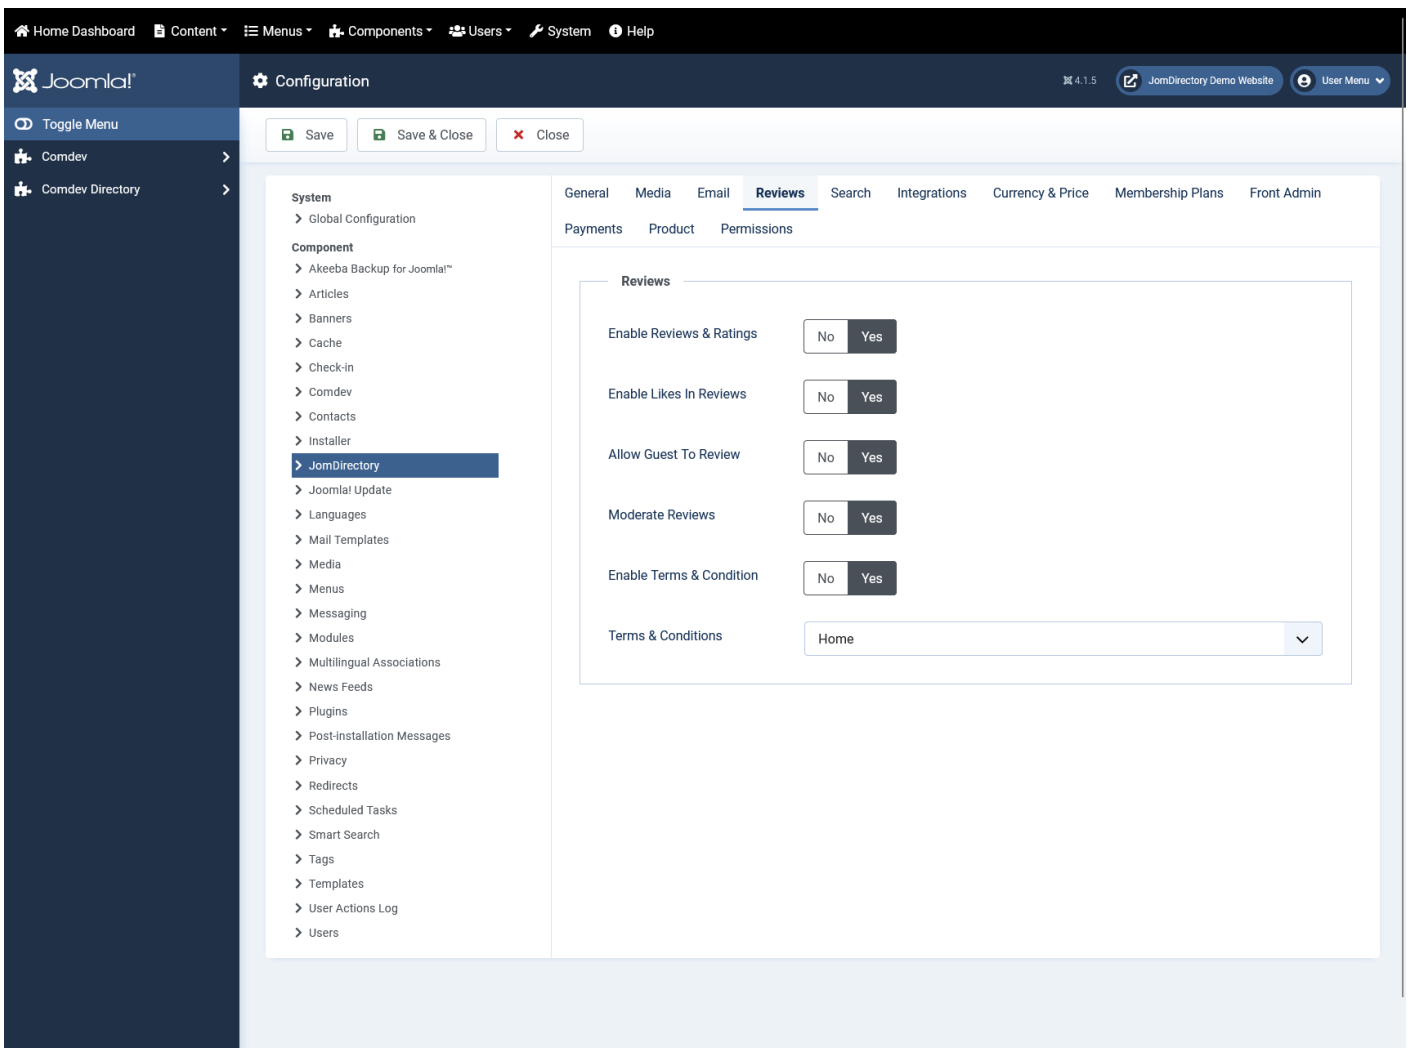 Home Dashboard Content Menus Components Users System Help
Joomla!®
Configuration
4.1.5
JomDirectory Demo Website
User Menu
Toggle Menu
Comdev
Comdev Directory
Save Save & Close Close
System
Global Configuration
Component
Akeeba Backup for Joomla!™
Articles
Banners
Cache
Check-in
Comdev
Contacts
Installer
JomDirectory
Joomla! Update
Languages
Mail Templates
Media
Menus
Messaging
Modules
Multilingual Associations
News Feeds
Plugins
Post-installation Messages
Privacy
Redirects
Scheduled Tasks
Smart Search
Tags
Templates
User Actions Log
Users
General Media Email Reviews Search Integrations Currency & Price Membership Plans Front Admin
Payments Product Permissions
Reviews
Enable Reviews & Ratings No Yes
Enable Likes In Reviews No Yes
Allow Guest To Review No Yes
Moderate Reviews No Yes
Enable Terms & Condition No Yes
Terms & Conditions Home